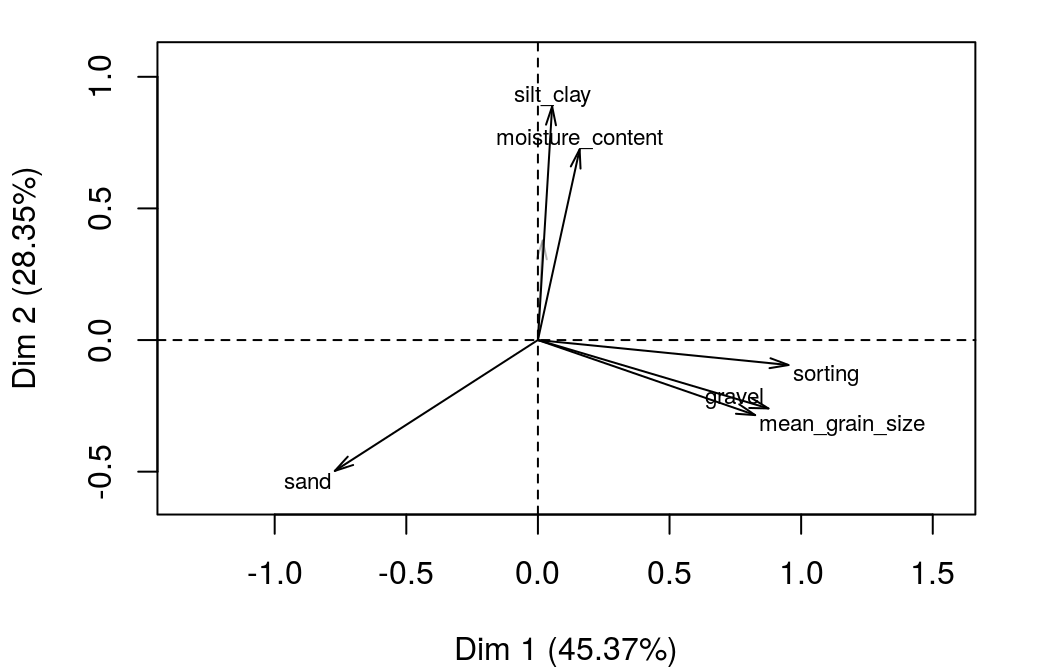 1.0
0.5
0.0
-0.5
Dim 2 (28.35%)
silt_clay
moisture_content
sorting
gravel
mean_grain_size
sand
-1.0 -0.5 0.0 0.5 1.0 1.5
Dim 1 (45.37%)